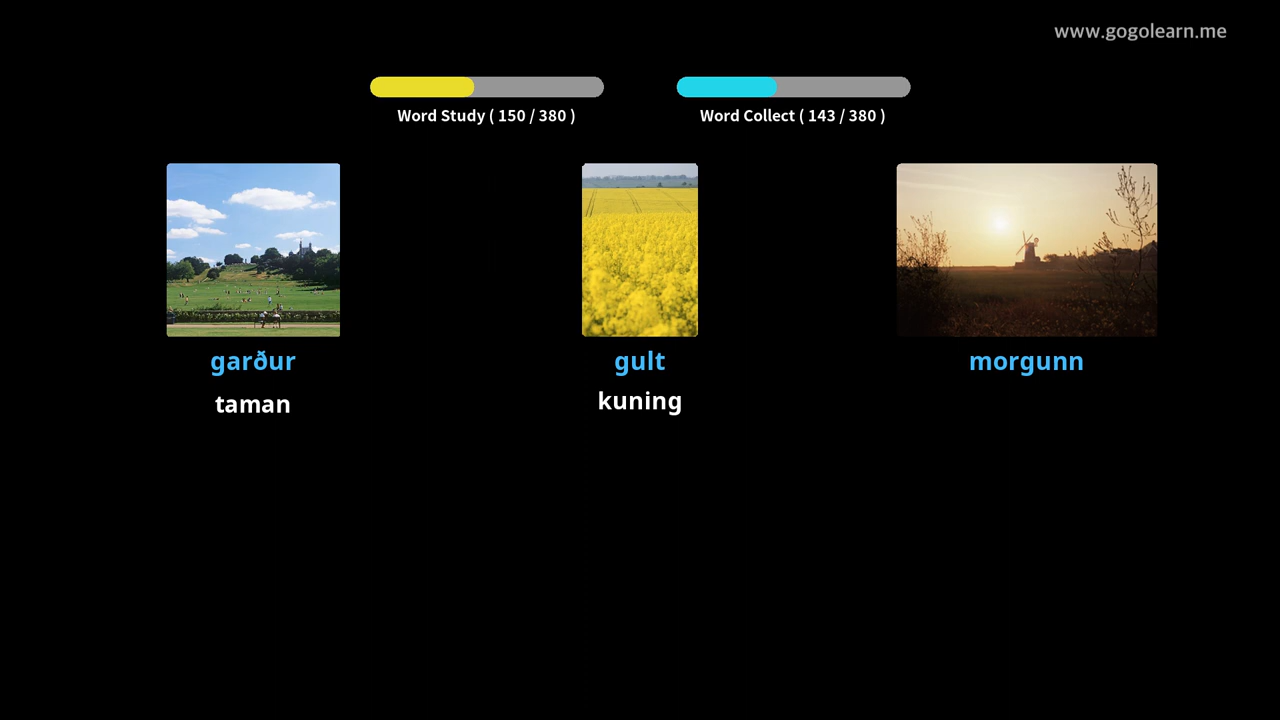 www.gogolearn.me
Word Study ( 150 / 380 )
Word Collect ( 143 / 380 )
garður
taman
gult
kuning
morgunn